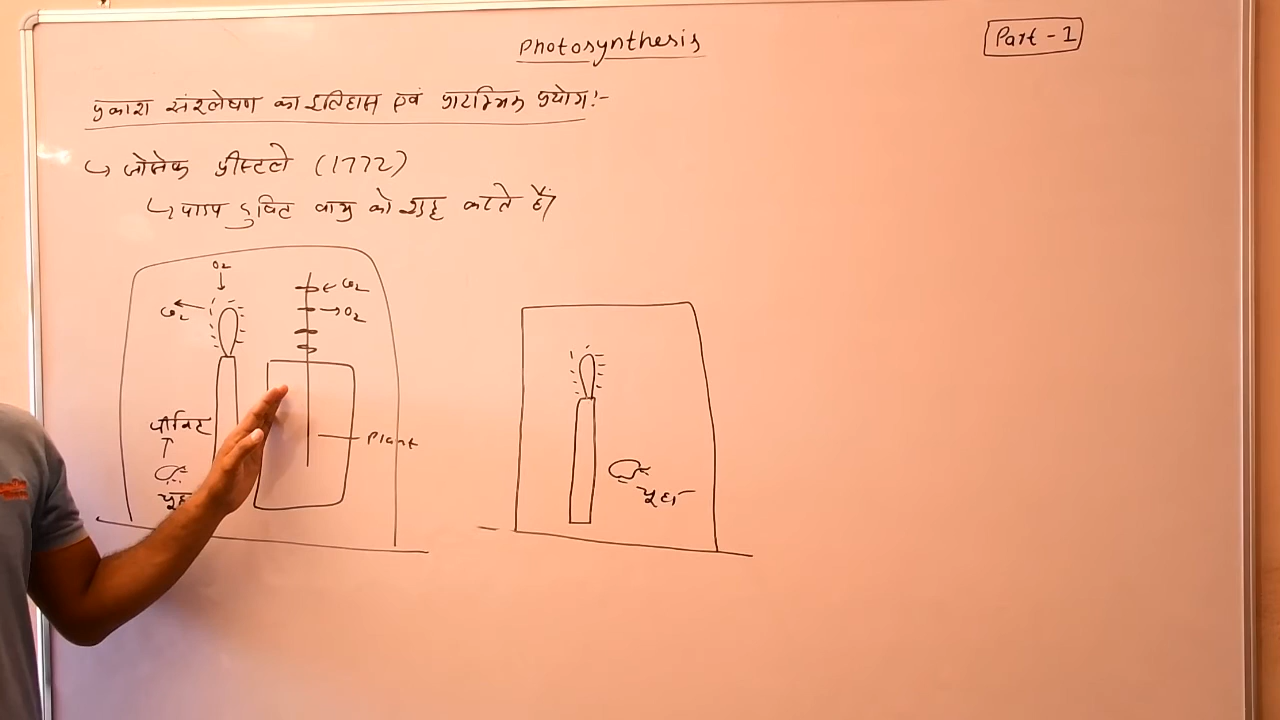 Photosynthesis
Part - 1
प्रकाश संश्लेषण का इतिहास एवं प्रारम्भिक प्रयोग:-
↳ जोसेफ प्रीस्टले (1772)
↳ पादप दुषित वायु को शुद्ध करते हैं।
O2
CO2
CO2
O2
जीवित
Plant
चूहा